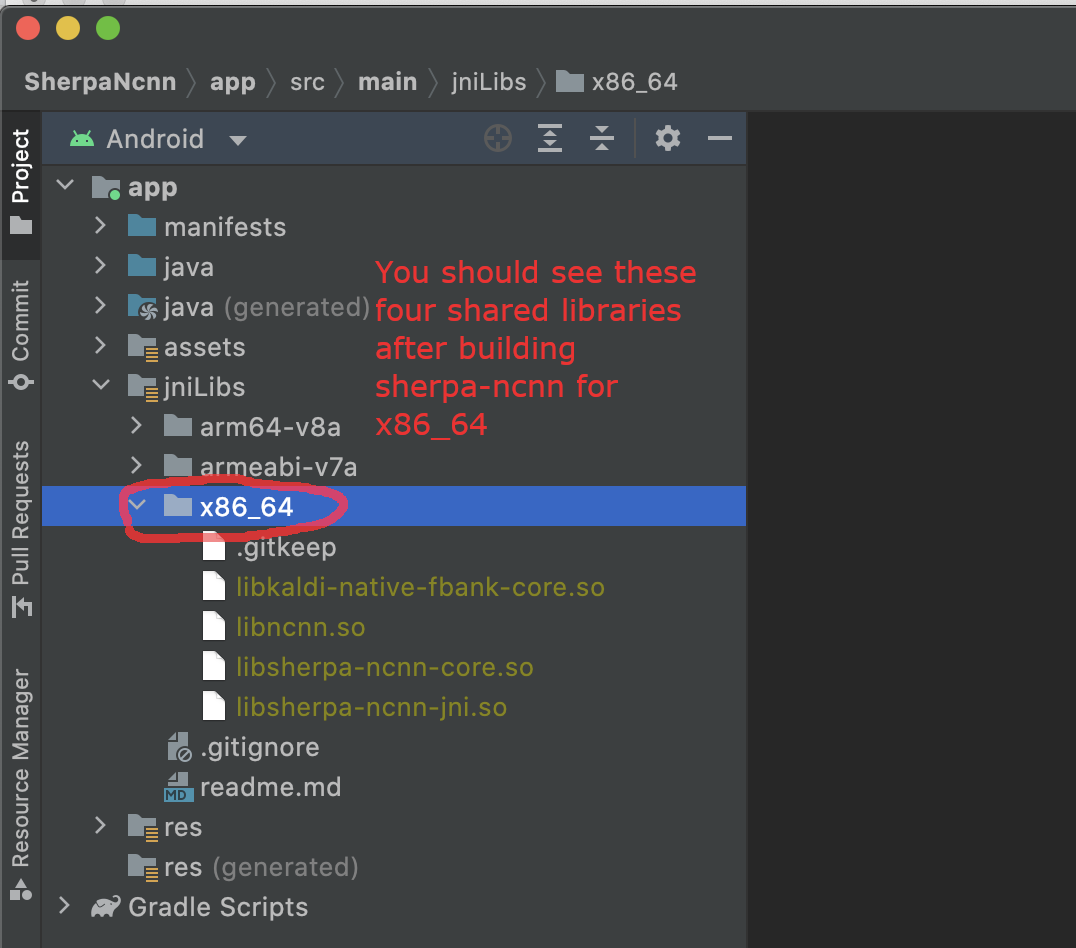 SherpaNcnn app src main jniLibs x86_64
Project
Commit
Pull Requests
Resource Manager
Android
app
manifests
java
java (generated)
assets
jniLibs
arm64-v8a
armeabi-v7a
x86_64
.gitkeep
libkaldi-native-fbank-core.so
libncnn.so
libsherpa-ncnn-core.so
libsherpa-ncnn-jni.so
.gitignore
MD readme.md
res
res (generated)
Gradle Scripts
You should see these
four shared libraries
after building
sherpa-ncnn for
x86_64